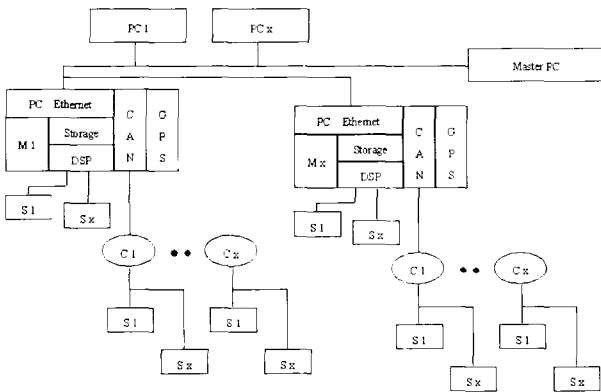 PC 1
PC x
Master PC
PC Ethernet
M 1
Storage
DSP
C A N
G P S
S 1
S x
C 1
C x
S 1
S x
S 1
S x
PC Ethernet
M x
Storage
DSP
C A N
G P S
S 1
S x
C 1
C x
S 1
S x
S 1
S x